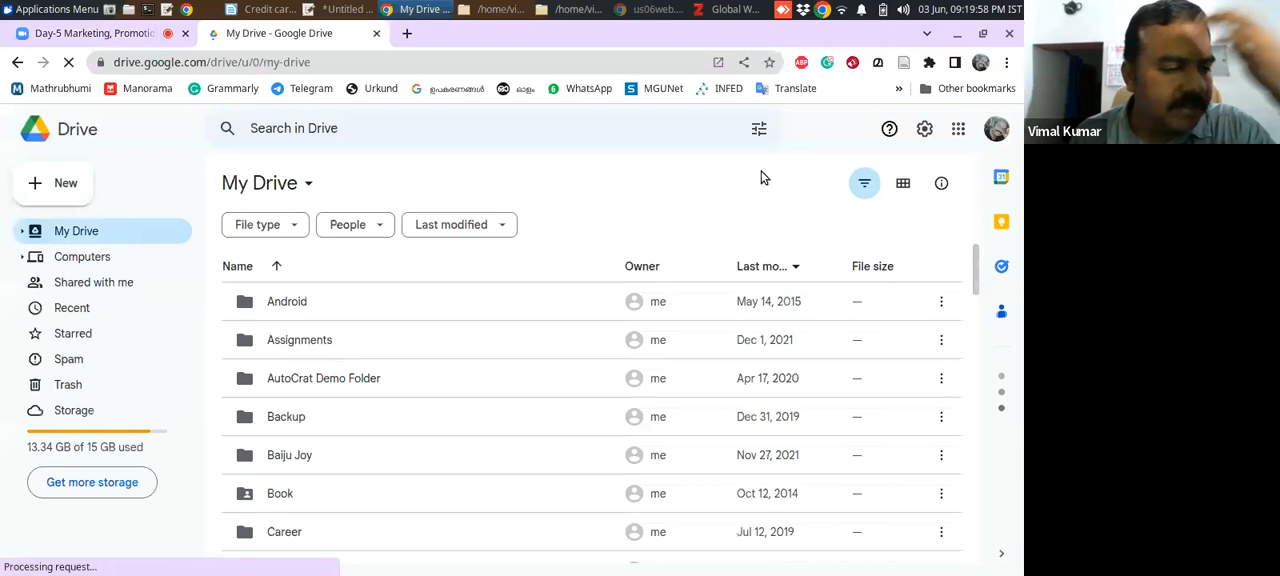 Applications Menu Credit car... *Untitled ... My Drive ... /home/vi... /home/vi... us06web.... Global W... 03 Jun, 09:19:58 PM IST
Day-5 Marketing, Promotic My Drive - Google Drive
drive.google.com/drive/u/0/my-drive
Mathrubhumi Manorama Grammarly Telegram Urkund ഉപകരണങ്ങൾ ഓളം WhatsApp MGUNet INFED Translate » Other bookmarks
Drive Search in Drive
Vimal Kumar
New
My Drive
File type People Last modified
My Drive
Computers
Shared with me
Recent
Starred
Spam
Trash
Storage
13.34 GB of 15 GB used
Get more storage
Name Owner Last mo... File size
Android me May 14, 2015 —
Assignments me Dec 1, 2021 —
AutoCrat Demo Folder me Apr 17, 2020 —
Backup me Dec 31, 2019 —
Baiju Joy me Nov 27, 2021 —
Book me Oct 12, 2014 —
Career me Jul 12, 2019 —
Processing request...